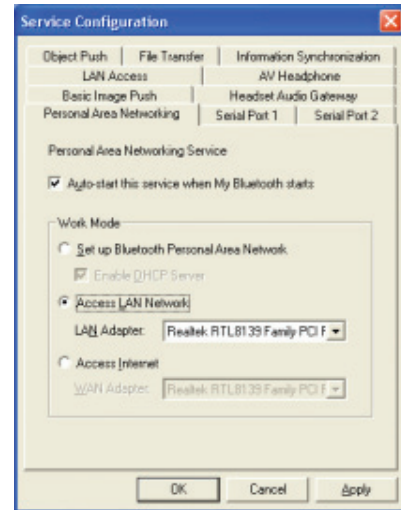 Service Configuration
Object Push File Transfer Information Synchronization
LAN Access AV Headphone
Basic Image Push Headset Audio Gateway
Personal Area Networking Serial Port 1 Serial Port 2
Personal Area Networking Service
Auto-start this service when My Bluetooth starts
Work Mode
Set up Bluetooth Personal Area Network
Enable DHCP Server
Access LAN Network
LAN Adapter: Realtek RTL8139 Family PCI F
Access Internet
WAN Adapter: Realtek RTL8139 Family PCI F
OK Cancel Apply